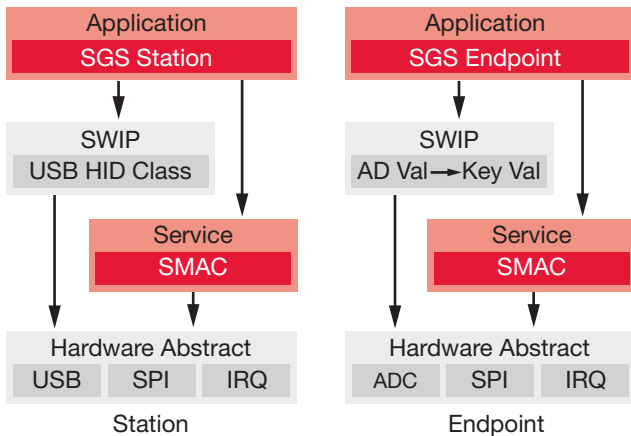 Application
SGS Station
SWIP
USB HID Class
Service
SMAC
Hardware Abstract
USB SPI IRQ
Station
Application
SGS Endpoint
SWIP
AD Val Key Val
Service
SMAC
Hardware Abstract
ADC SPI IRQ
Endpoint